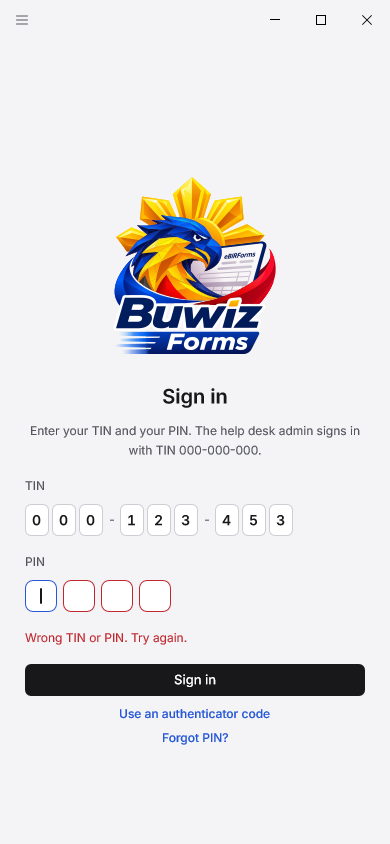 eBIRForms
Buwiz
Forms
Sign in
Enter your TIN and your PIN. The help desk admin signs in
with TIN 000-000-000.
TIN
0 0 0 - 1 2 3 - 4 5 3
PIN
Wrong TIN or PIN. Try again.
Sign in
Use an authenticator code
Forgot PIN?